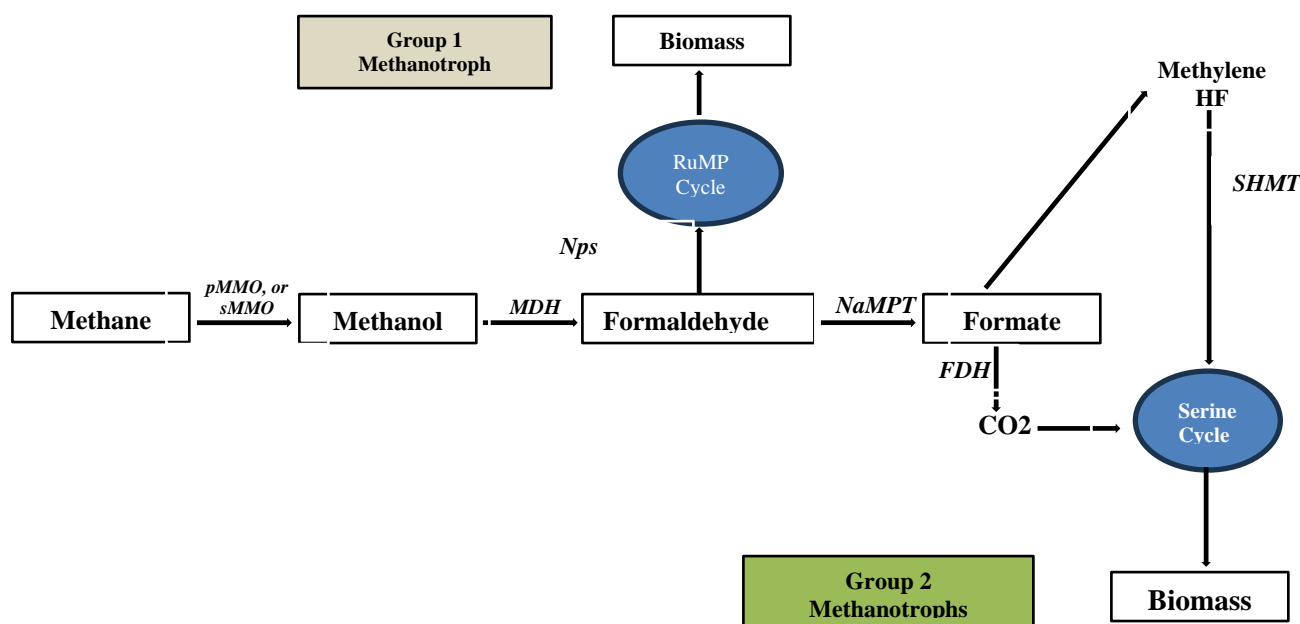 Group 1
Methanotroph
Biomass
Methylene
HF
RuMP
Cycle
SHMT
Nps
pMMO, or
sMMO
Methane
Methanol
MDH
Formaldehyde
NaMPT
Formate
FDH
CO2
Serine
Cycle
Group 2
Methanotrophs
Biomass